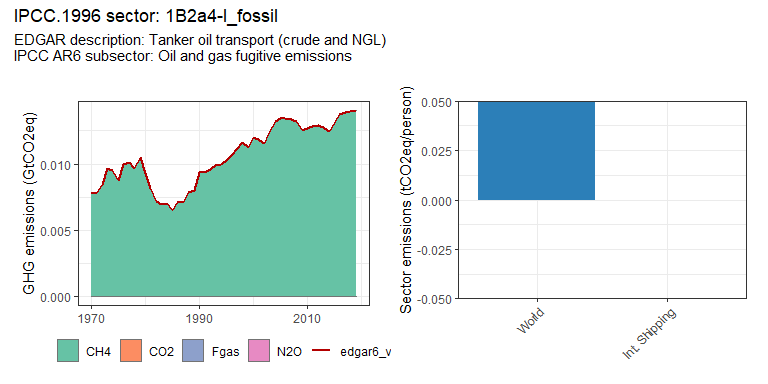 IPCC.1996 sector: 1B2a4-l_fossil
EDGAR description: Tanker oil transport (crude and NGL)
IPCC AR6 subsector: Oil and gas fugitive emissions
GHG emissions (GtCO2eq)
0.010
0.005
0.000
1970
1990
2010
CH4
CO2
Fgas
N2O
edgar6_v
Sector emissions (tCO2eq/person)
0.050
0.025
0.000
-0.025
-0.050
World
Int. Shipping